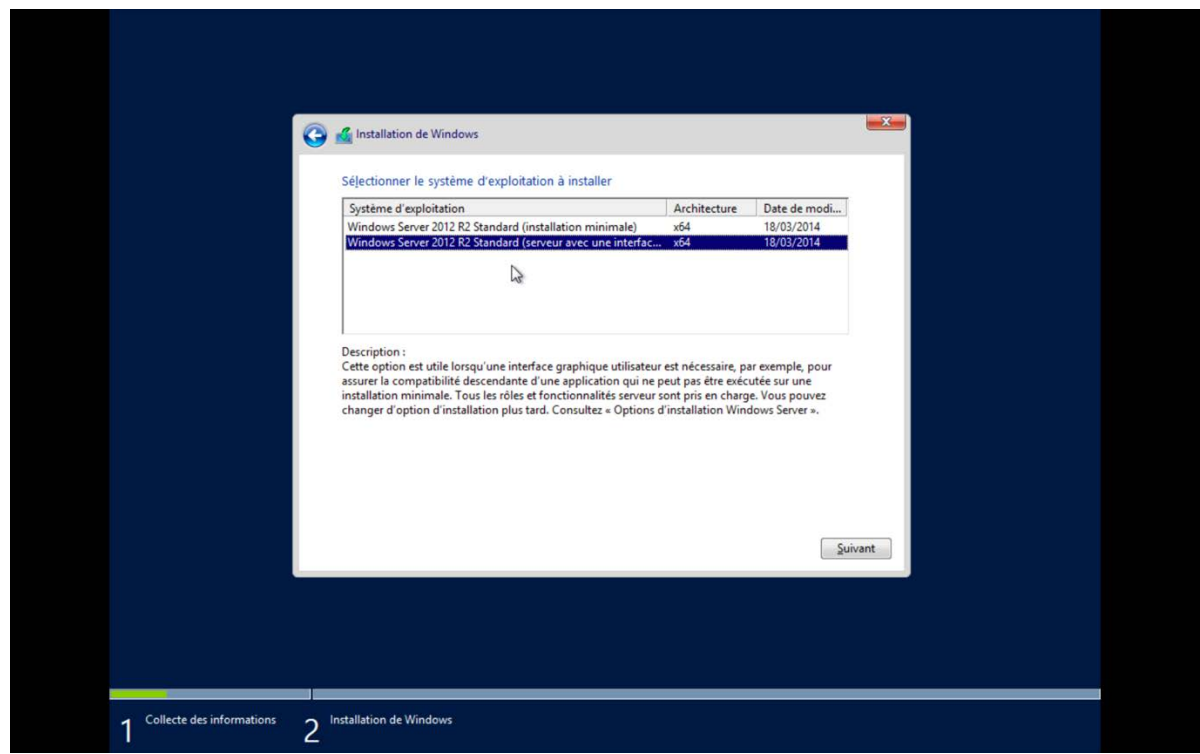 Installation de Windows
Sélectionner le système d'exploitation à installer
Système d'exploitation Architecture Date de modi...
Windows Server 2012 R2 Standard (installation minimale) x64 18/03/2014
Windows Server 2012 R2 Standard (serveur avec une interfac... x64 18/03/2014
Description :
Cette option est utile lorsqu'une interface graphique utilisateur est nécessaire, par exemple, pour
assurer la compatibilité descendante d'une application qui ne peut pas être exécutée sur une
installation minimale. Tous les rôles et fonctionnalités serveur sont pris en charge. Vous pouvez
changer d'option d'installation plus tard. Consultez « Options d'installation Windows Server ».
Suivant
1 Collecte des informations 2 Installation de Windows